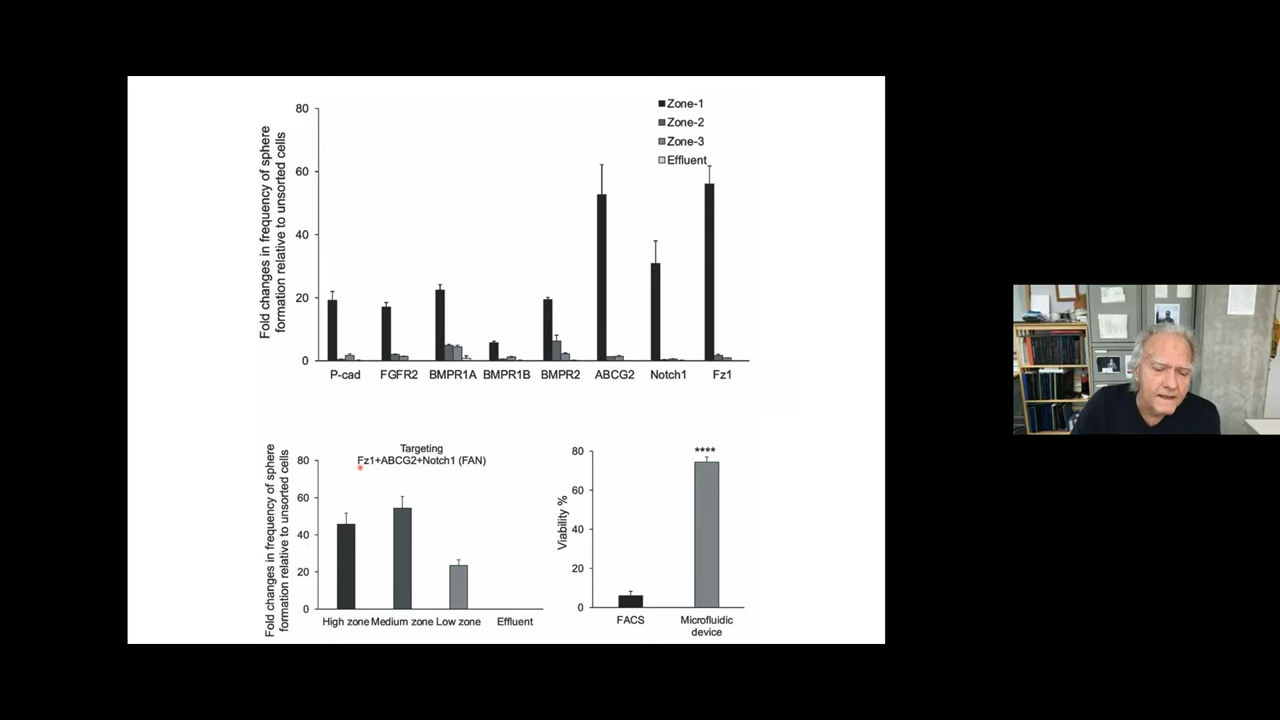 Fold changes in frequency of sphere
formation relative to unsorted cells
80
60
40
20
0
Zone-1
Zone-2
Zone-3
Effluent
P-cad FGFR2 BMPR1A BMPR1B BMPR2 ABCG2 Notch1 Fz1
Targeting
Fz1+ABCG2+Notch1 (FAN)
Fold changes in frequency of sphere
formation relative to unsorted cells
80
60
40
20
0
High zone Medium zone Low zone Effluent
Viability %
80
60
40
20
0
****
FACS Microfluidic
device